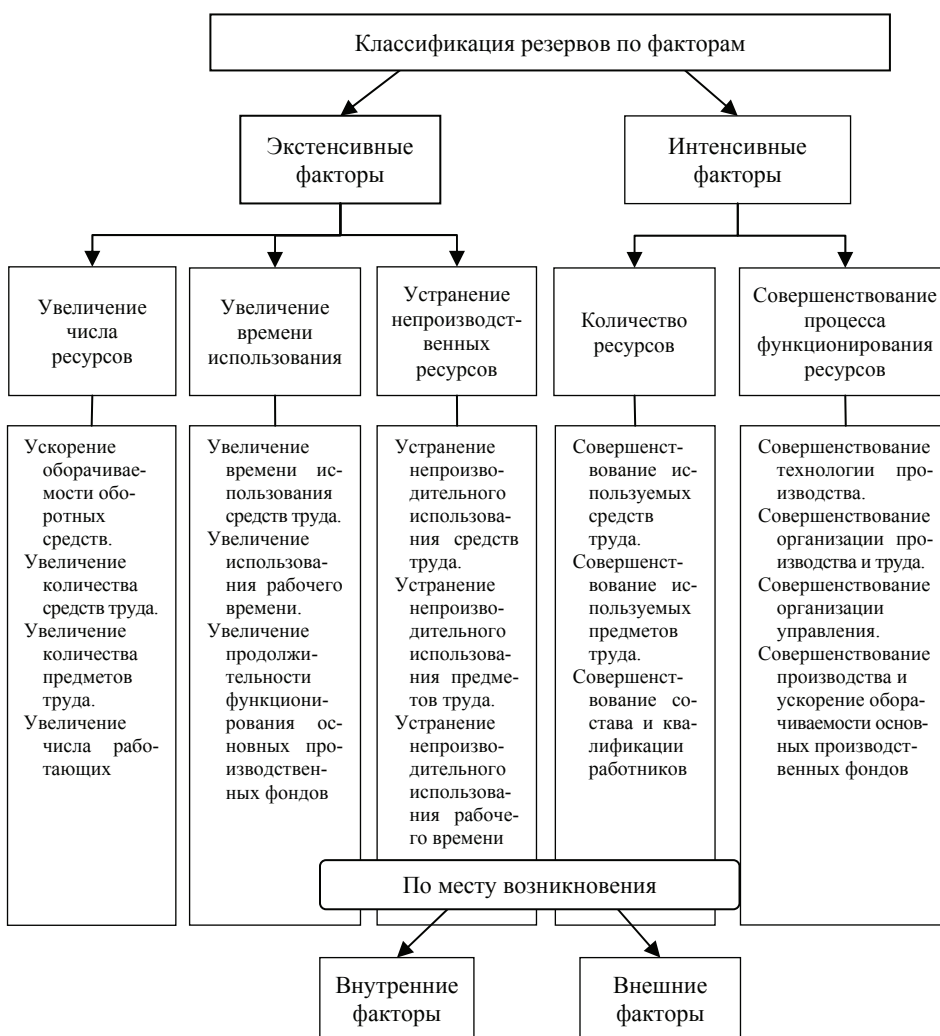 Классификация резервов по факторам
Экстенсивные
факторы
Интенсивные
факторы
Увеличение
числа
ресурсов
Увеличение
времени
использования
Устранение
непроизводст-
венных
ресурсов
Количество
ресурсов
Совершенствование
процесса
функционирования
ресурсов
Ускорение
оборачивае-
мости обо-
ротных
средств.
Увеличение
количества
средств труда.
Увеличение
количества
предметов
труда.
Увеличение
числа рабо-
тающих
Увеличение
времени ис-
пользования
средств труда.
Увеличение
использова-
ния рабочего
времени.
Увеличение
продолжи-
тельности
функциони-
рования ос-
новных про-
изводствен-
ных фондов
Устранение
непроизво-
дительного
использова-
ния средств
труда.
Устранение
непроизво-
дительного
использова-
ния предме-
тов труда.
Устранение
непроизво-
дительного
использова-
ния рабоче-
го времени
Совершенст-
вование ис-
пользуемых
средств
труда.
Совершенст-
вование ис-
пользуемых
предметов
труда.
Совершенст-
вование со-
става и ква-
лификации
работников
Совершенствование
технологии про-
изводства.
Совершенствование
организации про-
изводства и труда.
Совершенствование
организации
управления.
Совершенствование
производства и
ускорение обора-
чиваемости основ-
ных производст-
венных фондов
По месту возникновения
Внутренние
факторы
Внешние
факторы